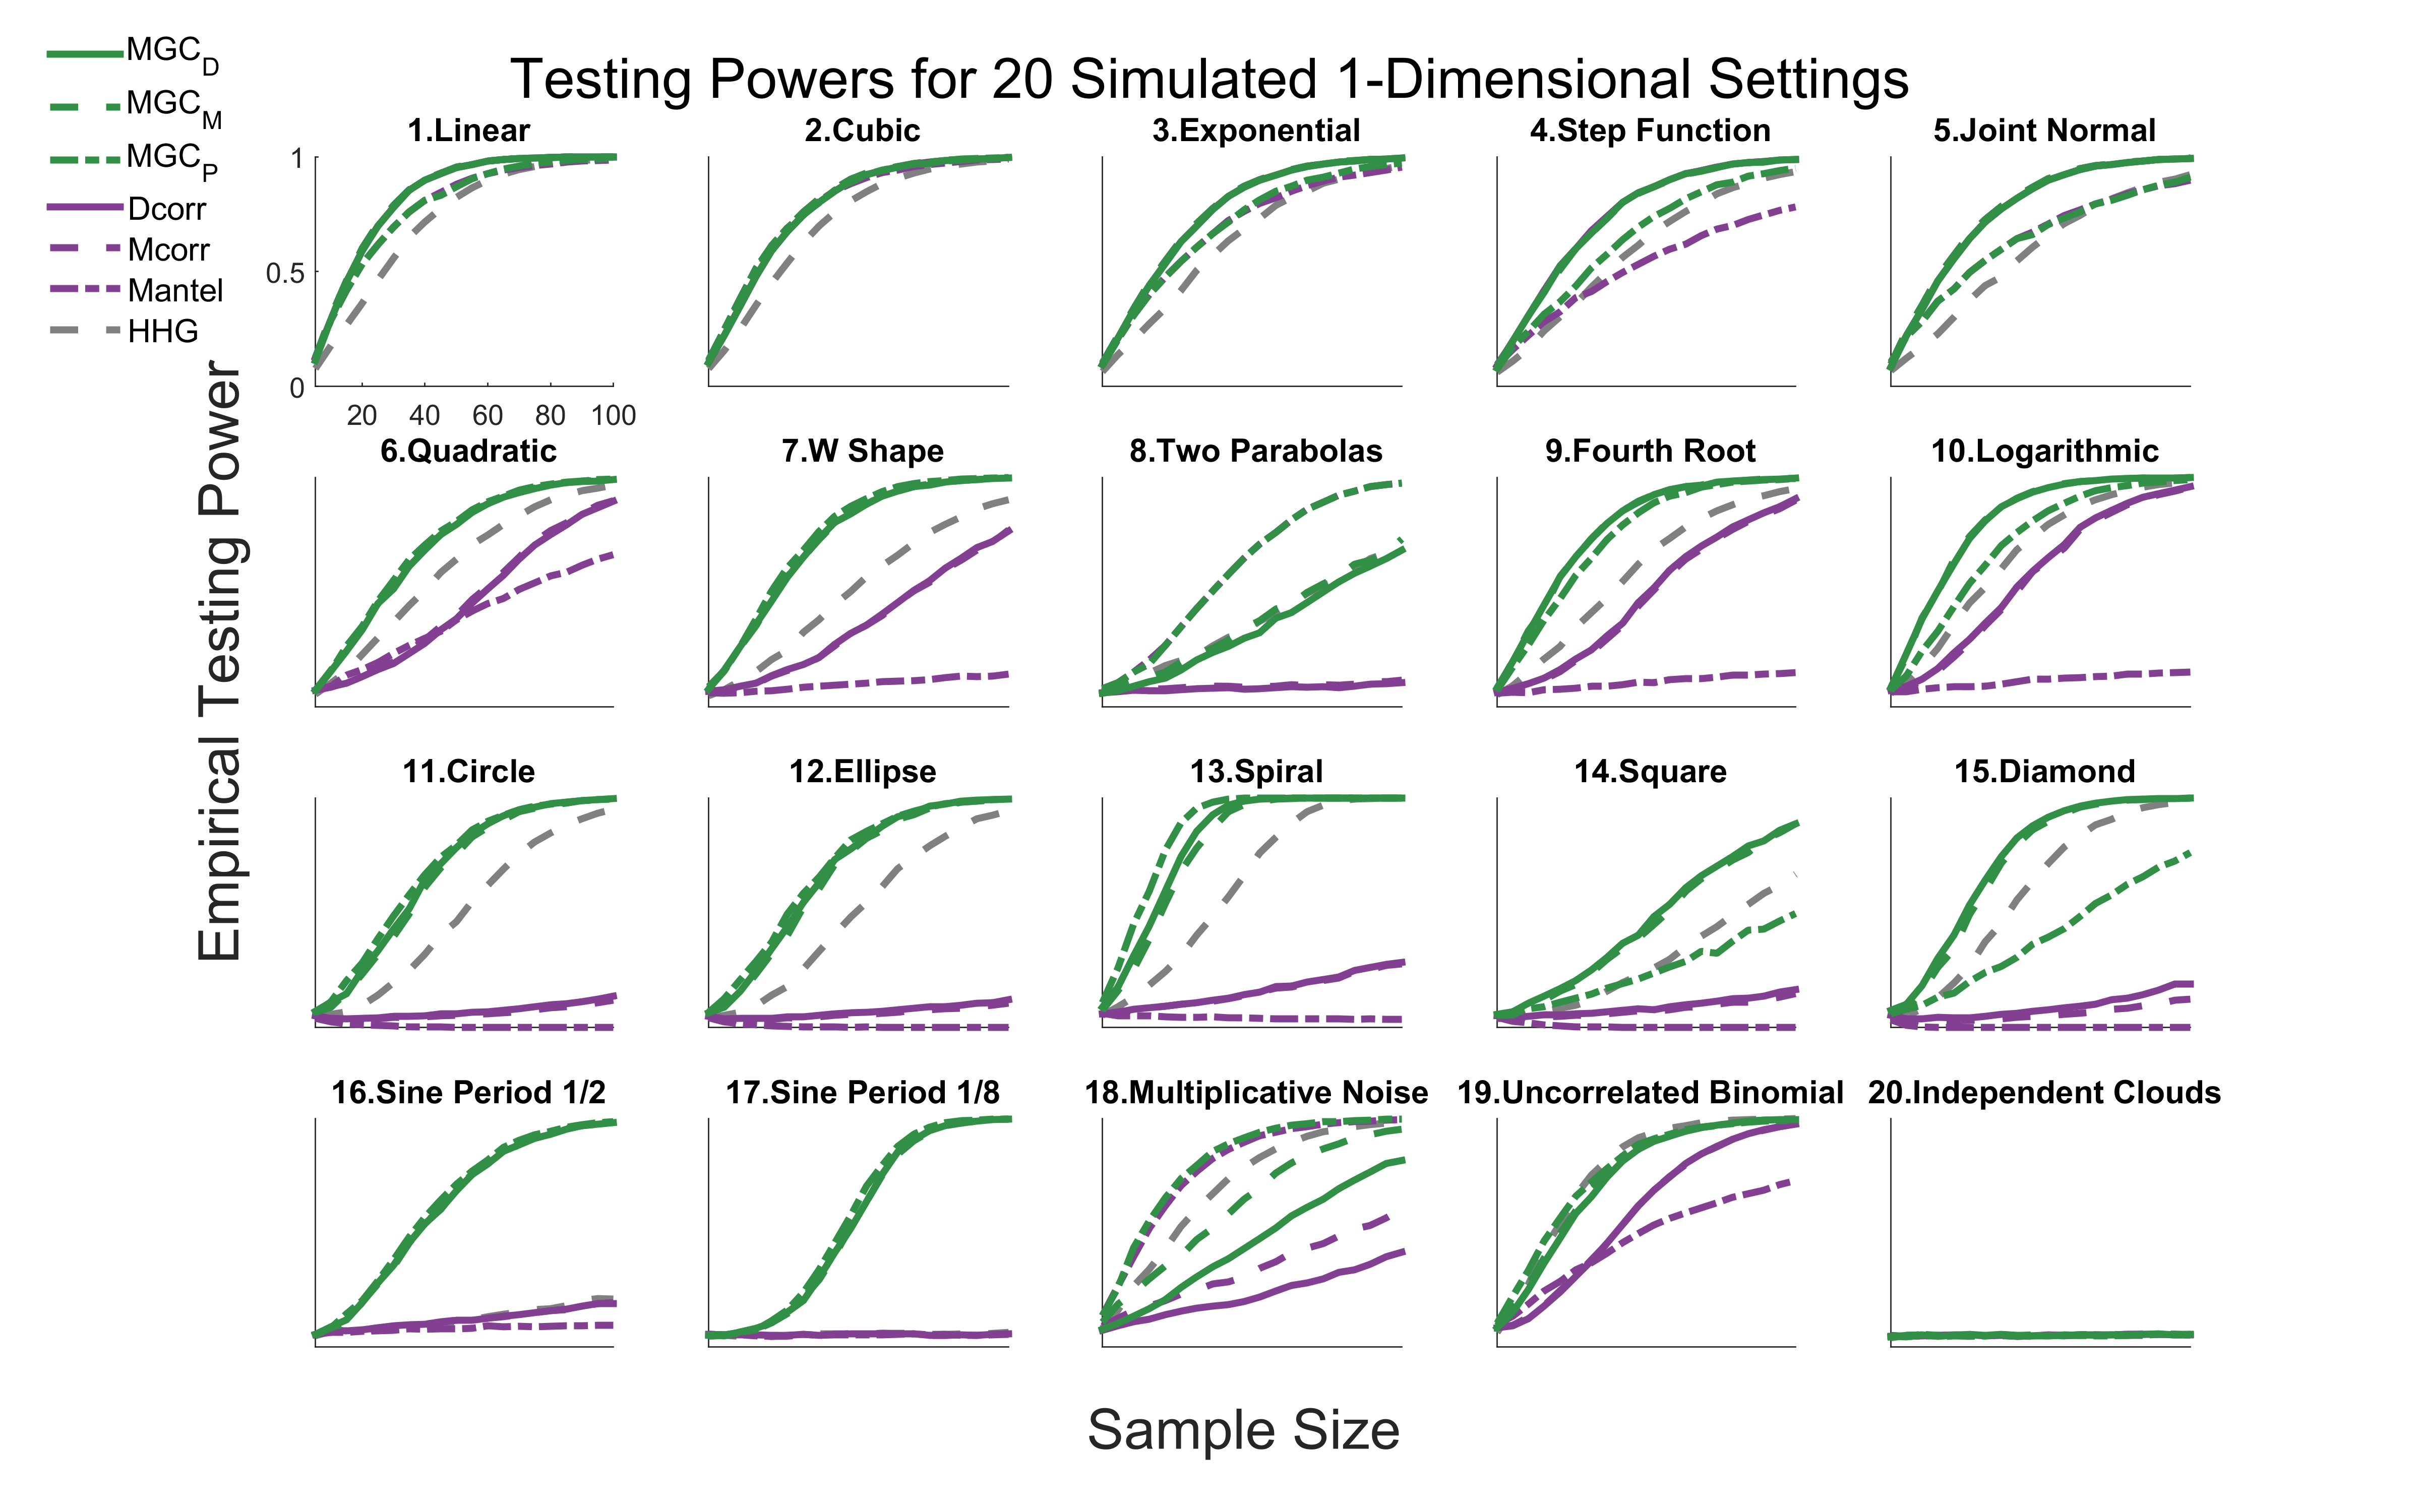 MGC_D
MGC_M
MGC_P
Dcorr
Mcorr
Mantel
HHG
Testing Powers for 20 Simulated 1-Dimensional Settings
Empirical Testing Power
1.Linear
2.Cubic
3.Exponential
4.Step Function
5.Joint Normal
1
0.5
0
20 40 60 80 100
6.Quadratic
7.W Shape
8.Two Parabolas
9.Fourth Root
10.Logarithmic
11.Circle
12.Ellipse
13.Spiral
14.Square
15.Diamond
16.Sine Period 1/2
17.Sine Period 1/8
18.Multiplicative Noise
19.Uncorrelated Binomial
20.Independent Clouds
Sample Size